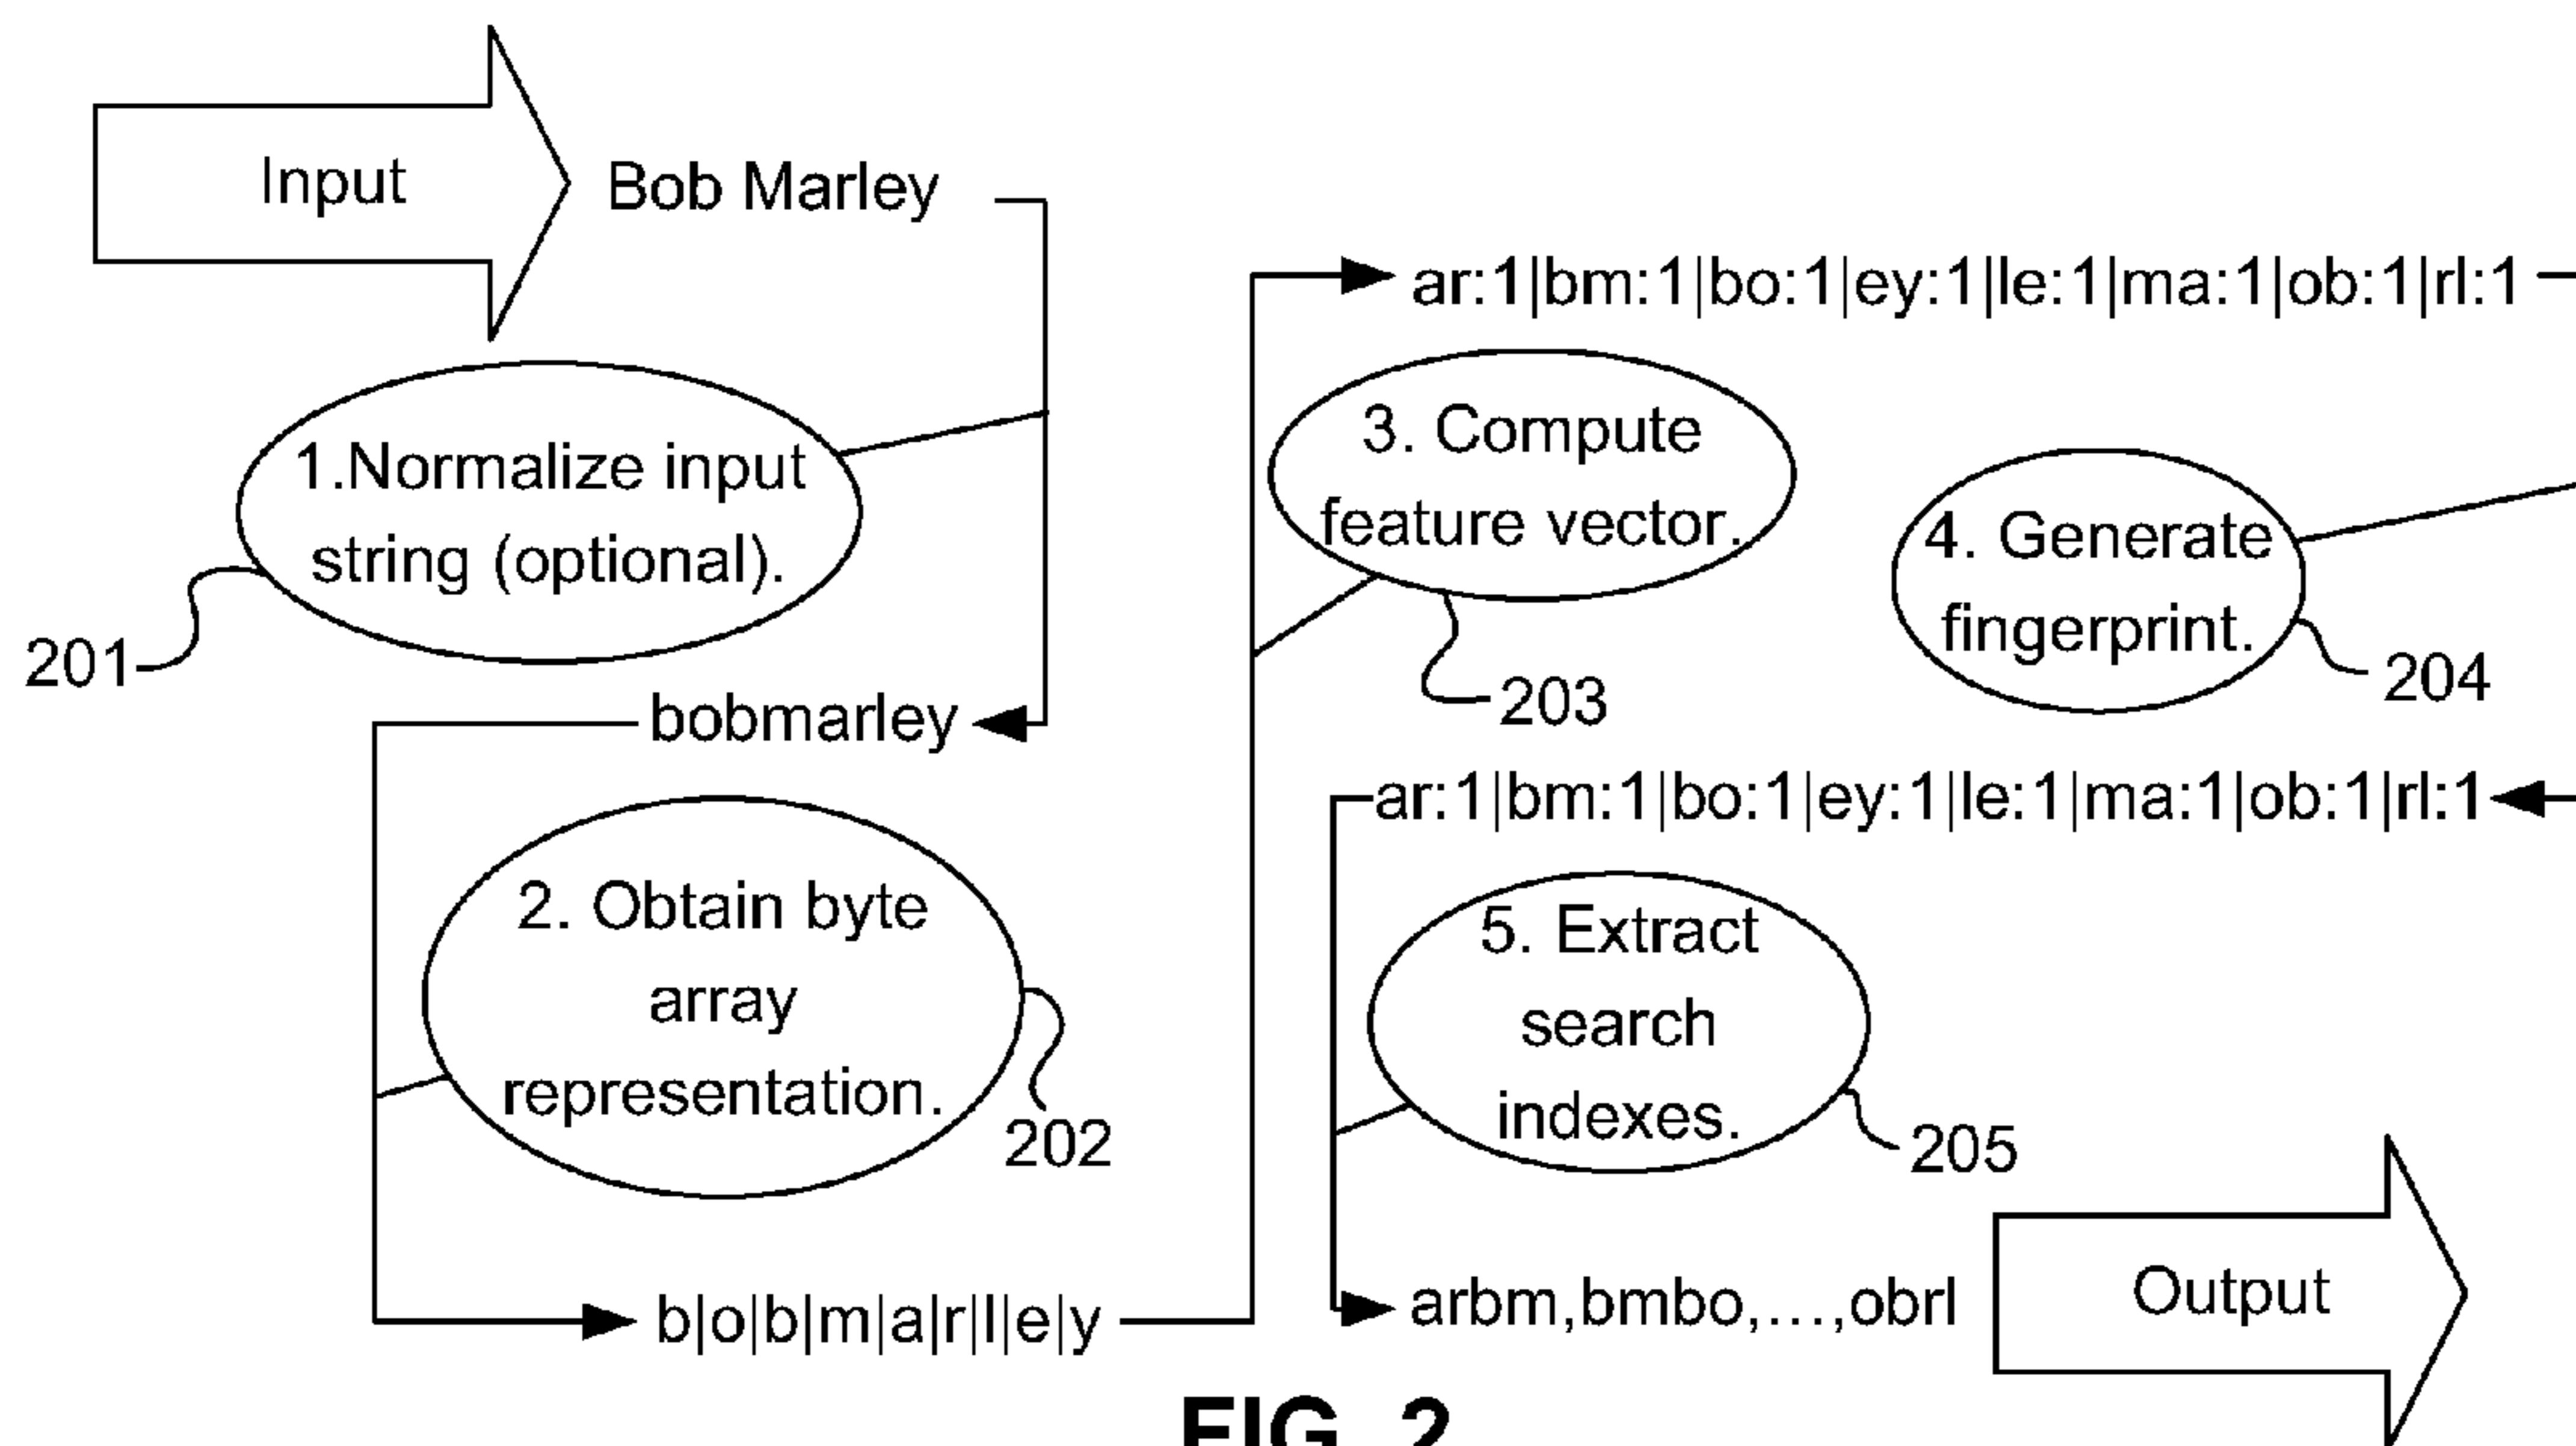 Input
Bob Marley
1.Normalize input
string (optional).
201
bobmarley
2. Obtain byte
array
representation.
202
b|o|b|m|a|r|l|e|y
ar:1|bm:1|bo:1|ey:1|le:1|ma:1|ob:1|rl:1
3. Compute
feature vector.
203
4. Generate
fingerprint.
204
ar:1|bm:1|bo:1|ey:1|le:1|ma:1|ob:1|rl:1
5. Extract
search
indexes.
205
arbm,bmbo,...,obrl
Output
FIG. 2